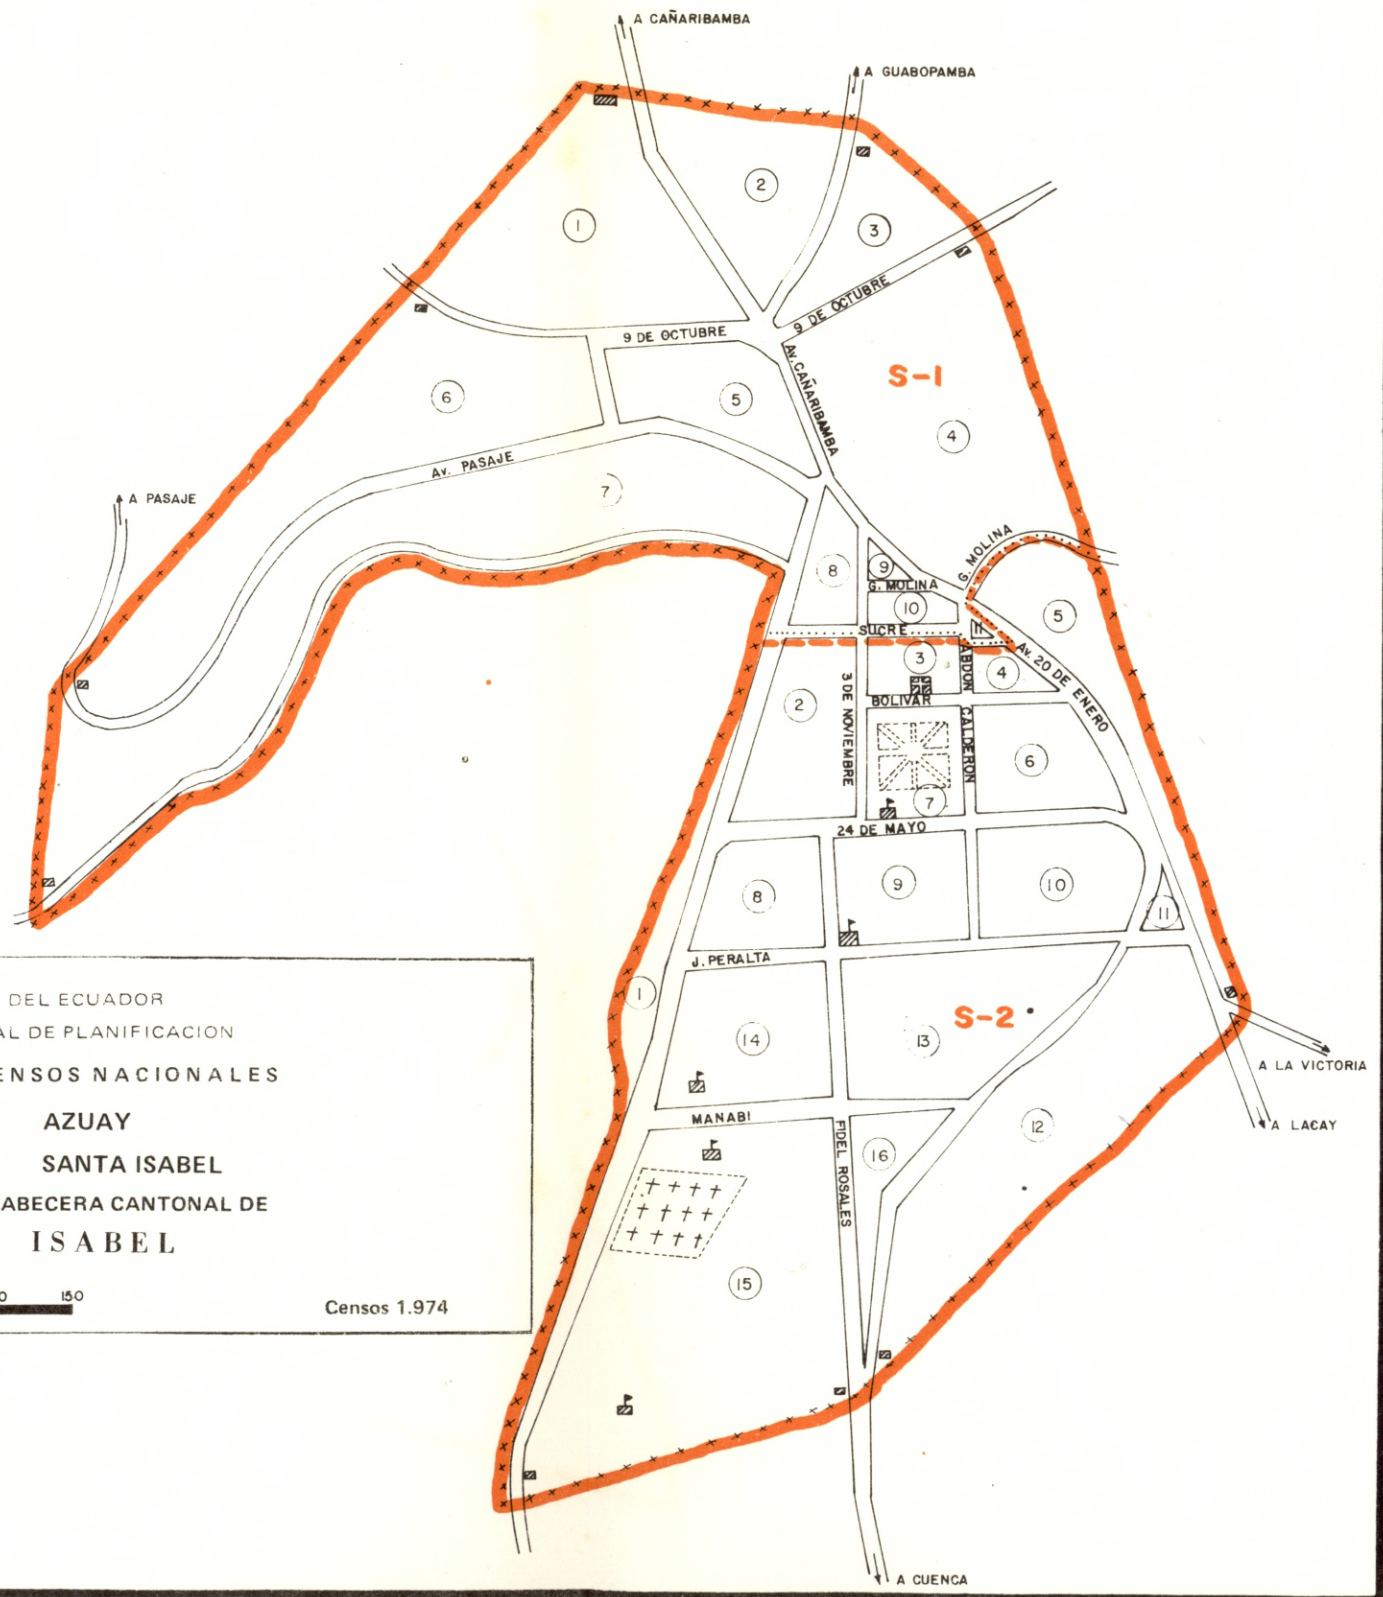 A CAÑARIBAMBA
A GUABOPAMBA
2
1
3
9 DE OCTUBRE
9 DE OCTUBRE
Av. CAÑARIBAMBA
S-1
6
5
4
Av. PASAJE
7
A PASAJE
G. MOLINA
8
9
G. MOLINA
10
5
SUCRE
11
3
ABDON CALDERON
4
Av. 20 DE ENERO
2
3 DE NOVIEMBRE
BOLIVAR
6
7
24 DE MAYO
8
9
10
11
J. PERALTA
1
S-2
14
13
A LA VICTORIA
MANABI
12
A LACAY
FIDEL ROSALES
16
15
A CUENCA
DEL ECUADOR
AL DE PLANIFICACION
ENSOS NACIONALES
AZUAY
SANTA ISABEL
ABECERA CANTONAL DE
ISABEL
0 150
Censos 1.974